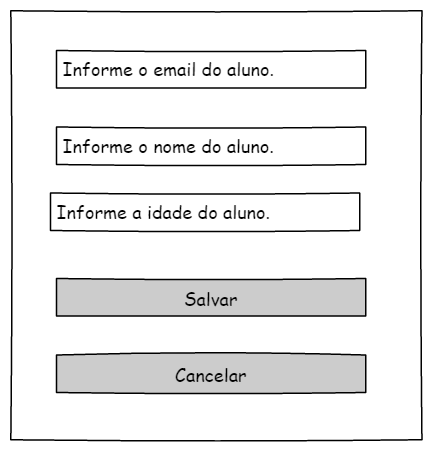 Informe o email do aluno.
Informe o nome do aluno.
Informe a idade do aluno.
Salvar
Cancelar